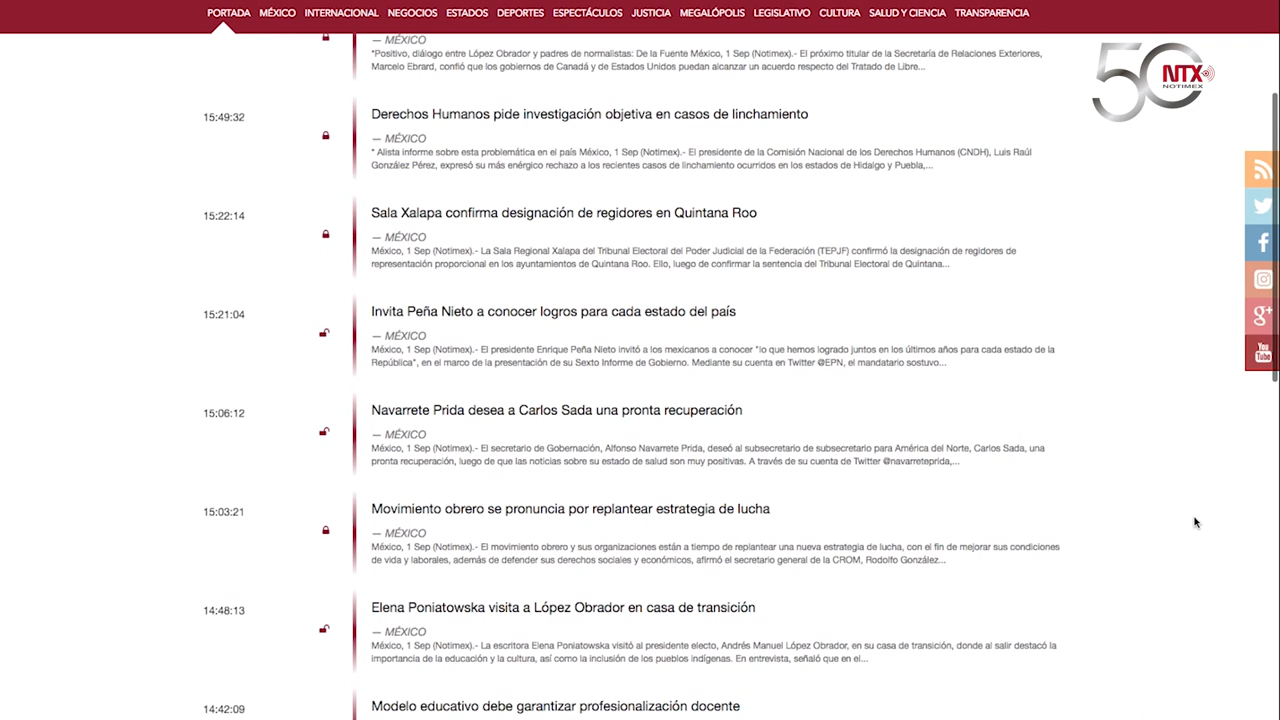 PORTADA MÉXICO INTERNACIONAL NEGOCIOS ESTADOS DEPORTES ESPECTÁCULOS JUSTICIA MEGALÓPOLIS LEGISLATIVO CULTURA SALUD Y CIENCIA TRANSPARENCIA
— MÉXICO
*Positivo, diálogo entre López Obrador y padres de normalistas: De la Fuente México, 1 Sep (Notimex).- El próximo titular de la Secretaría de Relaciones Exteriores,
Marcelo Ebrard, confió que los gobiernos de Canadá y de Estados Unidos puedan alcanzar un acuerdo respecto del Tratado de Libre...
50 NTX
NOTIMEX
15:49:32
Derechos Humanos pide investigación objetiva en casos de linchamiento
— MÉXICO
* Alista informe sobre esta problemática en el país México, 1 Sep (Notimex).- El presidente de la Comisión Nacional de los Derechos Humanos (CNDH), Luis Raúl
González Pérez, expresó su más enérgico rechazo a los recientes casos de linchamiento ocurridos en los estados de Hidalgo y Puebla,...
15:22:14
Sala Xalapa confirma designación de regidores en Quintana Roo
— MÉXICO
México, 1 Sep (Notimex).- La Sala Regional Xalapa del Tribunal Electoral del Poder Judicial de la Federación (TEPJF) confirmó la designación de regidores de
representación proporcional en los ayuntamientos de Quintana Roo. Ello, luego de confirmar la sentencia del Tribunal Electoral de Quintana...
15:21:04
Invita Peña Nieto a conocer logros para cada estado del país
— MÉXICO
México, 1 Sep (Notimex).- El presidente Enrique Peña Nieto invitó a los mexicanos a conocer "lo que hemos logrado juntos en los últimos años para cada estado de la
República", en el marco de la presentación de su Sexto Informe de Gobierno. Mediante su cuenta en Twitter @EPN, el mandatario sostuvo...
15:06:12
Navarrete Prida desea a Carlos Sada una pronta recuperación
— MÉXICO
México, 1 Sep (Notimex).- El secretario de Gobernación, Alfonso Navarrete Prida, deseó al subsecretario de subsecretario para América del Norte, Carlos Sada, una
pronta recuperación, luego de que las noticias sobre su estado de salud son muy positivas. A través de su cuenta de Twitter @navarreteprida,...
15:03:21
Movimiento obrero se pronuncia por replantear estrategia de lucha
— MÉXICO
México, 1 Sep (Notimex).- El movimiento obrero y sus organizaciones están a tiempo de replantear una nueva estrategia de lucha, con el fin de mejorar sus condiciones
de vida y laborales, además de defender sus derechos sociales y económicos, afirmó el secretario general de la CROM, Rodolfo González...
14:48:13
Elena Poniatowska visita a López Obrador en casa de transición
— MÉXICO
México, 1 Sep (Notimex).- La escritora Elena Poniatowska visitó al presidente electo, Andrés Manuel López Obrador, en su casa de transición, donde al salir destacó la
importancia de la educación y la cultura, así como la inclusión de los pueblos indígenas. En entrevista, señaló que en el...
14:42:09
Modelo educativo debe garantizar profesionalización docente
g+
You
Tube